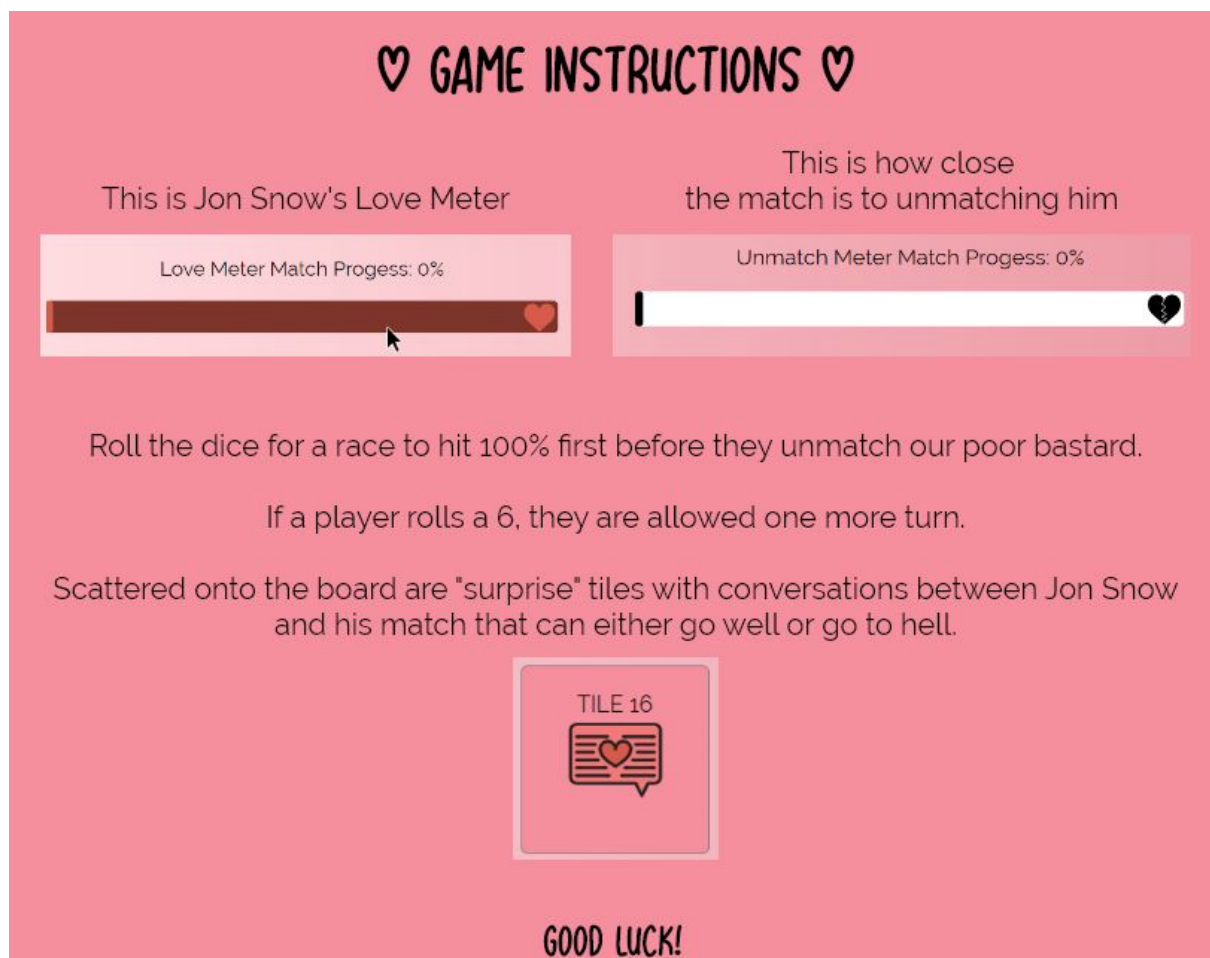 ♡ GAME INSTRUCTIONS ♡
This is Jon Snow's Love Meter
Love Meter Match Progess: 0%
This is how close
the match is to unmatching him
Unmatch Meter Match Progess: 0%
Roll the dice for a race to hit 100% first before they unmatch our poor bastard.
If a player rolls a 6, they are allowed one more turn.
Scattered onto the board are "surprise" tiles with conversations between Jon Snow
and his match that can either go well or go to hell.
TILE 16
GOOD LUCK!